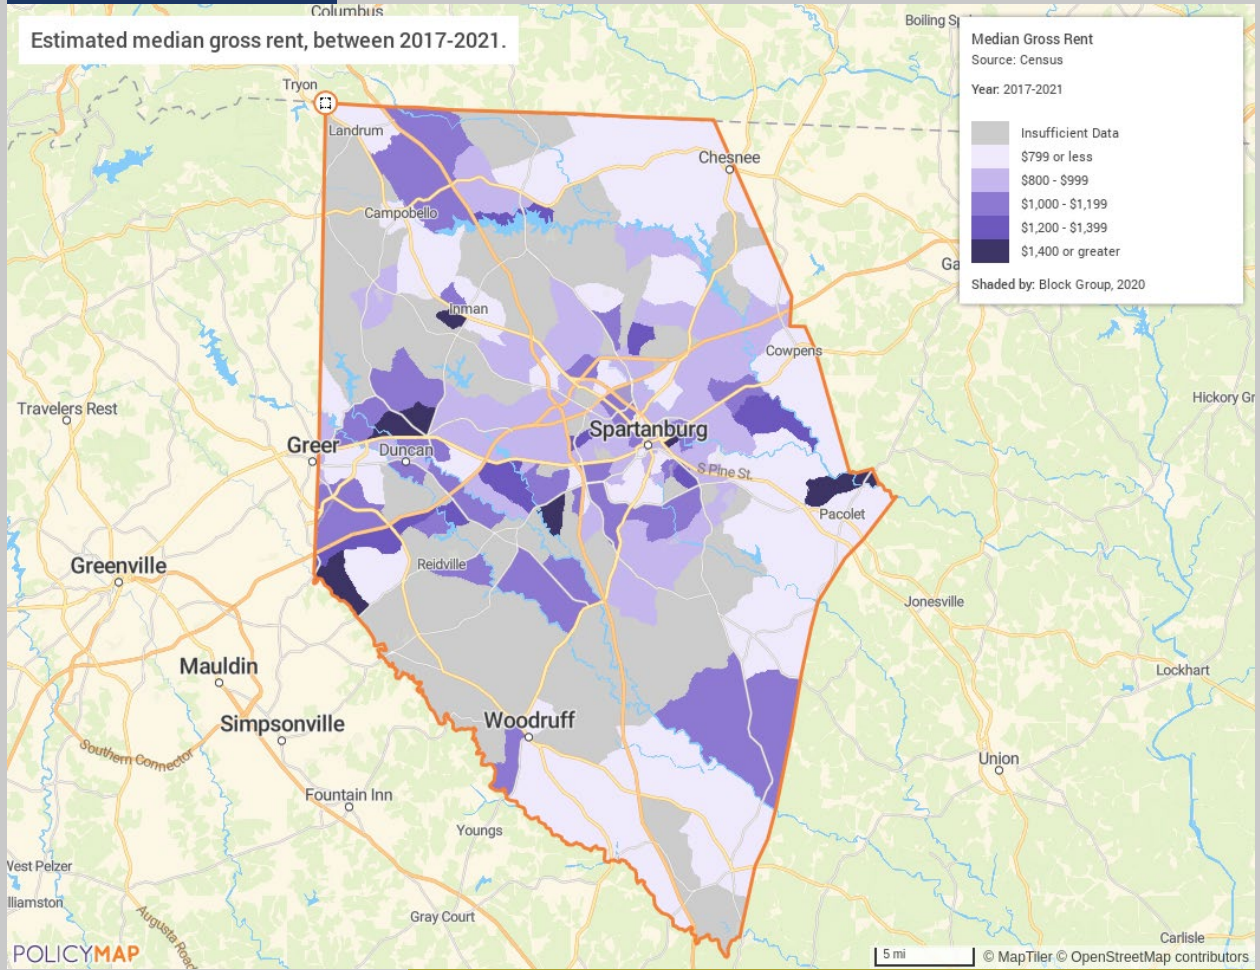 Columbus
Boiling
Estimated median gross rent, between 2017-2021.
Median Gross Rent
Source: Census
Year: 2017-2021
Insufficient Data
$799 or less
$800 - $999
$1,000 - $1,199
$1,200 - $1,399
$1,400 or greater
Shaded by: Block Group, 2020
Tryon
Landrum
Chesnee
Campobello
Ga
Inman
Cowpens
Travelers Rest
Hickory Gr
Spartanburg
Greer
Duncan
S Pine St.
Pacolet
Reidville
Greenville
Jonesville
Mauldin
Lockhart
Simpsonville
Woodruff
Southern Connector
Union
Fountain Inn
Youngs
West Pelzer
lliamston
Gray Court
Augusta Road
Carlisle
POLICYMAP
5 mi
© MapTiler © OpenStreetMap contributors